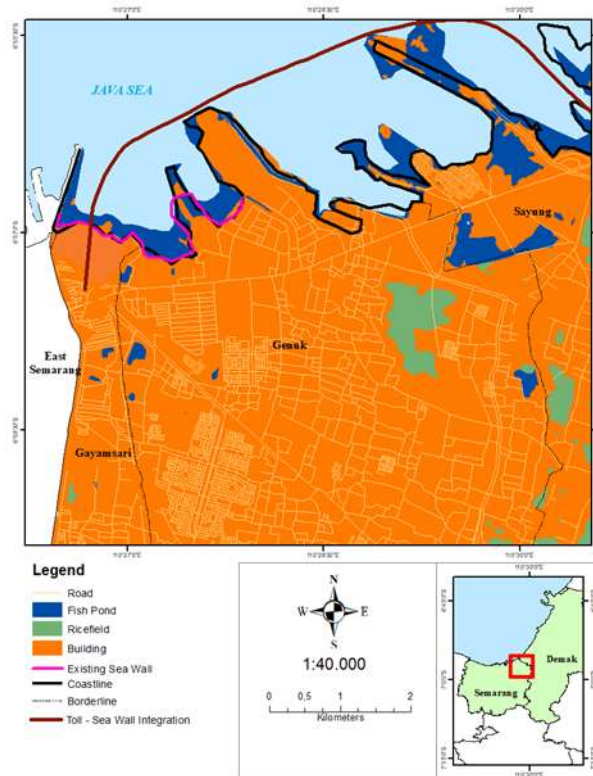 JAVA SEA
Sayung
Genuk
East
Semarang
Gayamsari
Legend
Road
Fish Pond
Ricefield
Building
Existing Sea Wall
Coastline
Borderline
Toll - Sea Wall Integration
N
W
E
S
1:40.000
0 0,5 1 2
Kilometers
Demak
Semarang